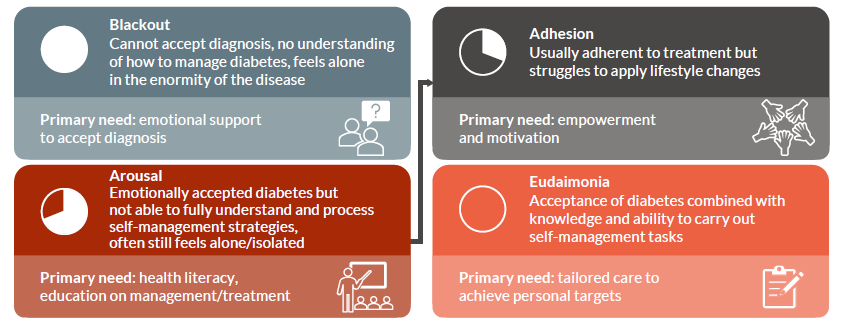 Blackout
Cannot accept diagnosis, no understanding
of how to manage diabetes, feels alone
in the enormity of the disease
Primary need: emotional support
to accept diagnosis
?
Arousal
Emotionally accepted diabetes but
not able to fully understand and process
self-management strategies,
often still feels alone/isolated
Primary need: health literacy,
education on management/treatment
Adhesion
Usually adherent to treatment but
struggles to apply lifestyle changes
Primary need: empowerment
and motivation
Eudaimonia
Acceptance of diabetes combined with
knowledge and ability to carry out
self-management tasks
Primary need: tailored care to
achieve personal targets